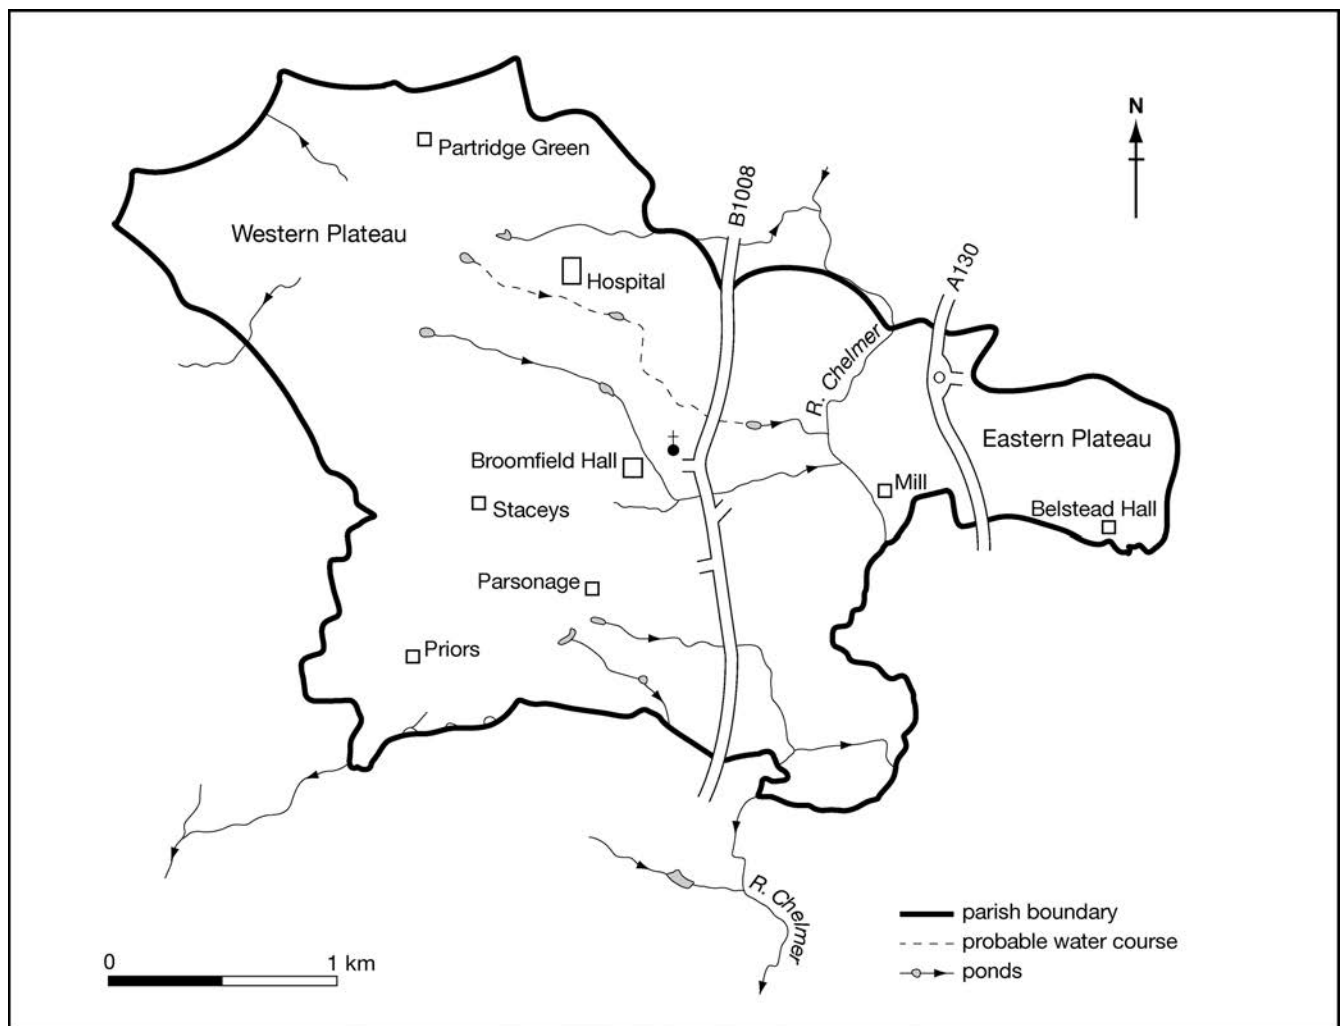 N
Partridge Green
B1008
Western Plateau
A130
Hospital
R. Chelmer
Eastern Plateau
Broomfield Hall
Mill
Staceys
Belstead Hall
Parsonage
Priors
R. Chelmer
parish boundary
probable water course
ponds
0 1 km